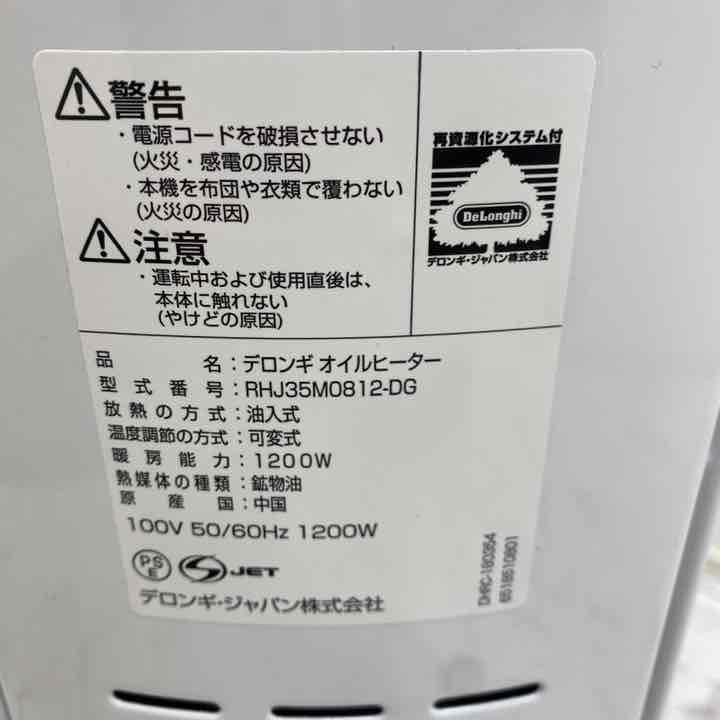 警告
・電源コードを破損させない
(火災・感電の原因)
・本機を布団や衣類で覆わない
(火災の原因)
注意
・運転中および使用直後は、
本体に触れない
(やけどの原因)
再資源化システム付
DeLonghi
デロンギ・ジャパン株式会社
品名：デロンギ オイルヒーター
型式番号：RHJ35M0812-DG
放熱の方式：油入式
温度調節の方式：可変式
暖房能力：1200W
熱媒体の種類：鉱物油
原産国：中国
100V 50/60Hz 1200W
PSE JET
デロンギ・ジャパン株式会社
DHRC-180354
6518510801